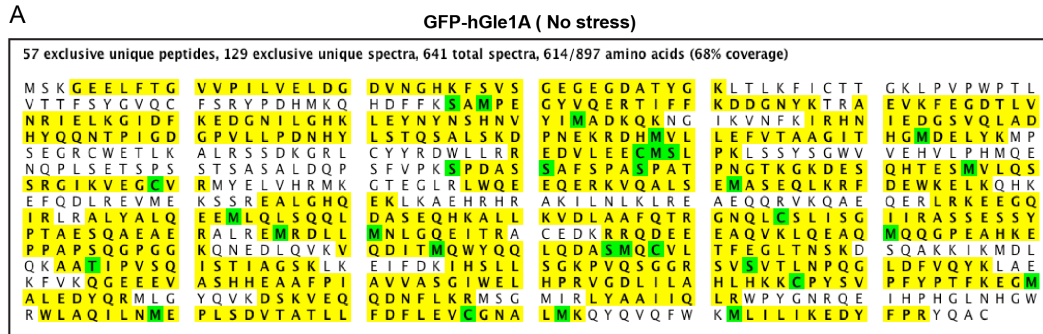 A
GFP-hGle1A ( No stress)
57 exclusive unique peptides, 129 exclusive unique spectra, 641 total spectra, 614/897 amino acids (68% coverage)
MSKGEELFTG VVPILVELDG DVNGHKFSVS GEGEGDATYG KLTLKFICTT GKLPVPWPTL
VTTFSYGVQC FSRYPDHMKQ HDFFKSAMPE GYVQERTIFF KDDGNYKTRA EVKFEGDTLV
NRIELKGIDF KEDGNILGHK LEYNYNSHNV YIMADKQKNG IKVNFKIRHN IEDGSVQLAD
HYQQNTPIGD GPVLLPDNHY LSTQSALSKD PNEKRDHMVL LEFVTAAGIT HGMDELYKMP
SEGRCWETLK ALRSSDKGRL CYYRDWLLRR EDVLEECMSL PKLSSYSGWV VEHVLPHMQE
NQPLSETSPS STSASALDQP SFVPKSPDAS SAFSPASPAT PNGTKGKDES QHTESMVLQS
SRGIKVEGCV RMYELVHRMK GTEGLRLWQE EQERKVQALS EMASEQLKRF DEWKELKQHK
EFQDLREVME KSSREALGHQ EKLKAEHRHR AKILNLKLRE AEQQRVKQAE QERLRKEEGQ
IRLRALYALQ EEMLQLSQQL DASEQHKALL KVDLAAFQTR GNQLCSLISG IIRASSESSY
PTAESQAEAE RALREMRDLL MNLGQEITRA CEDKRRQDEE EAQVKLQEAQ MQQGPEAHKE
PPAPSQGPGG KQNEDLQVKV QDITMQWYQQ LQDASMQCVL TFEGLTNSKD SQAKKIKMDL
QKAATIPVSQ ISTIAGSKLK EIFDKIHSLL SGKPVQSGGR SVSVTLNPQG LDFVQYKLAE
KFVKQGEEEV ASHHEAAFPI AVVASGIWEL HPRVGDLILA HLHKKCPYSV PFYPTFKEGM
ALEDYQRMLG YQVKDSKVEQ QDNFLKRMSG MIRLYAAIIQ LRWPYGNRQE IHPHGLNHGW
RWLAQILNME PLSDVTATLL FDFLEVCGNA LMKQYQVQFW KMLILIKEDY FPRYQAC